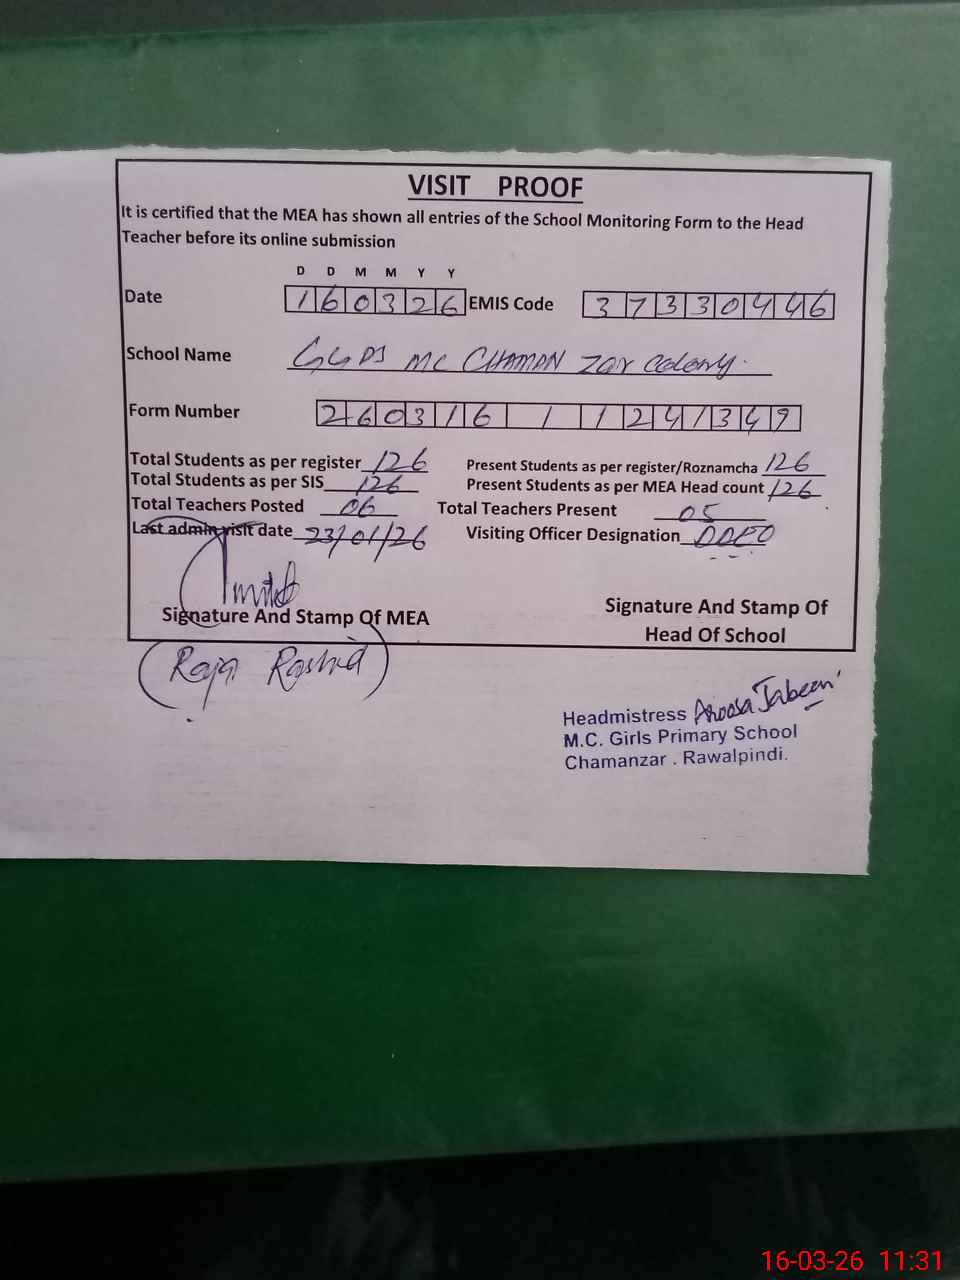 VISIT PROOF
It is certified that the MEA has shown all entries of the School Monitoring Form to the Head
Teacher before its online submission
D D M M Y Y
Date 160326 EMIS Code 37330446
School Name GGPS MC CHAMAN Zar Colony.
Form Number 260316 1 1241349
Total Students as per register 126 Present Students as per register/Roznamcha 126
Total Students as per SIS 126 Present Students as per MEA Head count 126
Total Teachers Posted 06 Total Teachers Present 05
Last admin visit date 23/01/26 Visiting Officer Designation DDEO
Signature And Stamp Of MEA Signature And Stamp Of
Head Of School
(Raja Rashid)
Headmistress Aroosa Jabeen
M.C. Girls Primary School
Chamanzar . Rawalpindi.
16-03-26 11:31